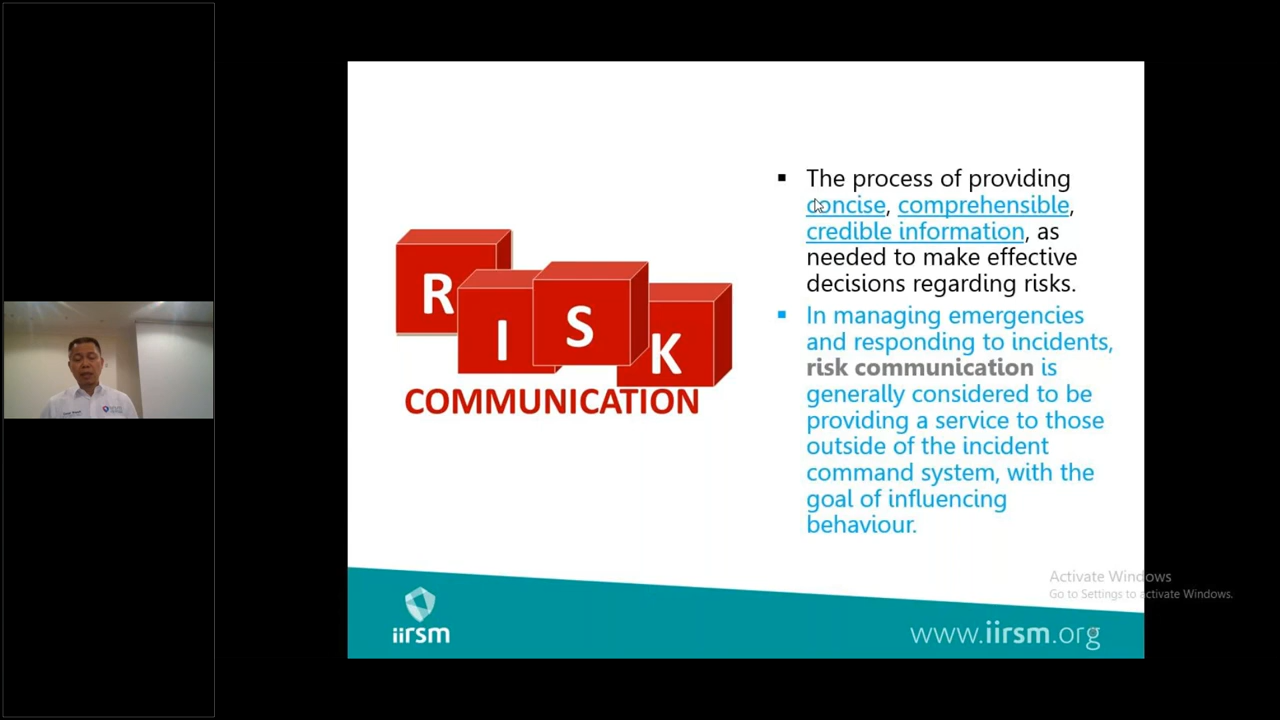 RISK
COMMUNICATION
▪ The process of providing
concise, comprehensible,
credible information, as
needed to make effective
decisions regarding risks.
▪ In managing emergencies
and responding to incidents,
risk communication is
generally considered to be
providing a service to those
outside of the incident
command system, with the
goal of influencing
behaviour.
Activate Windows
Go to Settings to activate Windows.
iirsm
www.iirsm.org